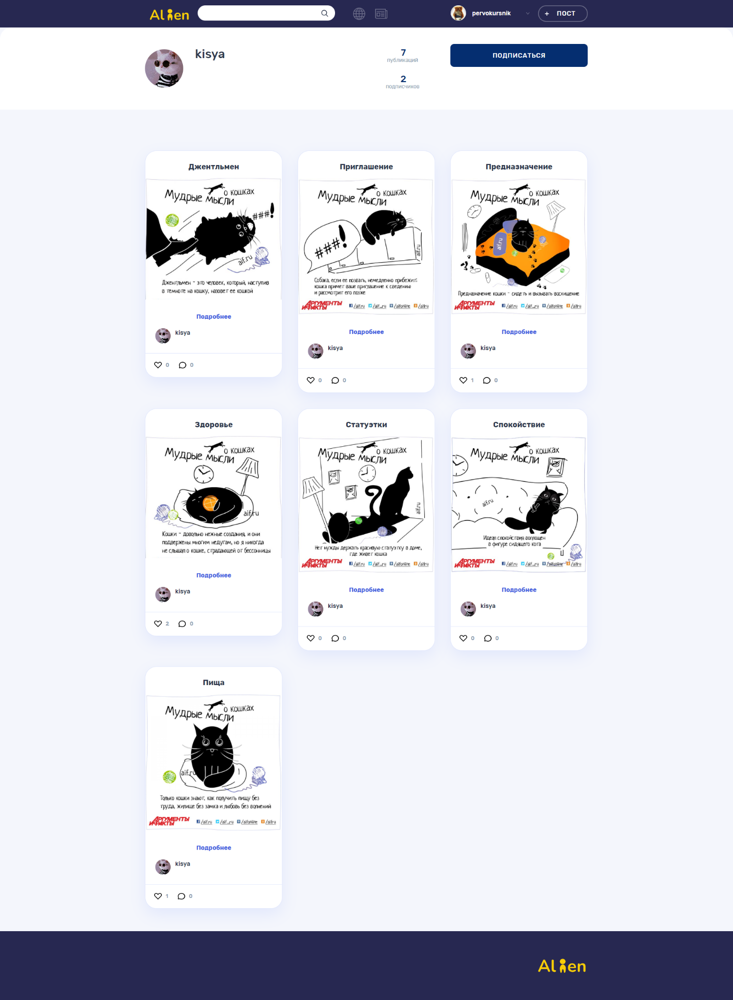 Alien
pervokursnik
+ ПОСТ
kisya
7
публикаций
2
подписчиков
ПОДПИСАТЬСЯ
Джентльмен
Мудрые мысли о кошках
###!
aif.ru
Джентльмен - это человек, который, наступив
в темноте на кошку, назовет ее кошкой
Подробнее
kisya
0 0
Приглашение
Мудрые мысли о кошках
###!
aif.ru
Собака, если ее позвать, немедленно прибежит;
кошка примет ваше приглашение к сведению
и рассмотрит его позже
АРГУМЕНТЫ И ФАКТЫ /aif.ru /aif_ru /aifonline /aifru
Подробнее
kisya
0 0
Предназначение
Мудрые мысли о кошках
aif.ru
Предназначение кошки - сидеть и вызывать восхищение
АРГУМЕНТЫ И ФАКТЫ /aif.ru /aif_ru /aifonline /aifru
Подробнее
kisya
1 0
Здоровье
Мудрые мысли о кошках
aif.ru
Кошки - довольно нежные создания, и они
подвержены многим недугам, но я никогда
не слышал о кошке, страдающей от бессонницы
Подробнее
kisya
2 0
Статуэтки
Мудрые мысли о кошках
aif.ru
Нет нужды держать красивую статуэтку в доме,
где живет кошка
АРГУМЕНТЫ И ФАКТЫ /aif.ru /aif_ru /aifonline /aifru
Подробнее
kisya
0 0
Спокойствие
Мудрые мысли о кошках
aif.ru
Идеал спокойствия воплощен
в фигуре сидящего кота
АРГУМЕНТЫ И ФАКТЫ /aif.ru /aif_ru /aifonline /aifru
Подробнее
kisya
0 0
Пища
Мудрые мысли о кошках
aif.ru
Только кошки знают, как получить пищу без
труда, жилище без замка и любовь без волнений
АРГУМЕНТЫ И ФАКТЫ /aif.ru /aif_ru /aifonline /aifru
Подробнее
kisya
1 0
Alien